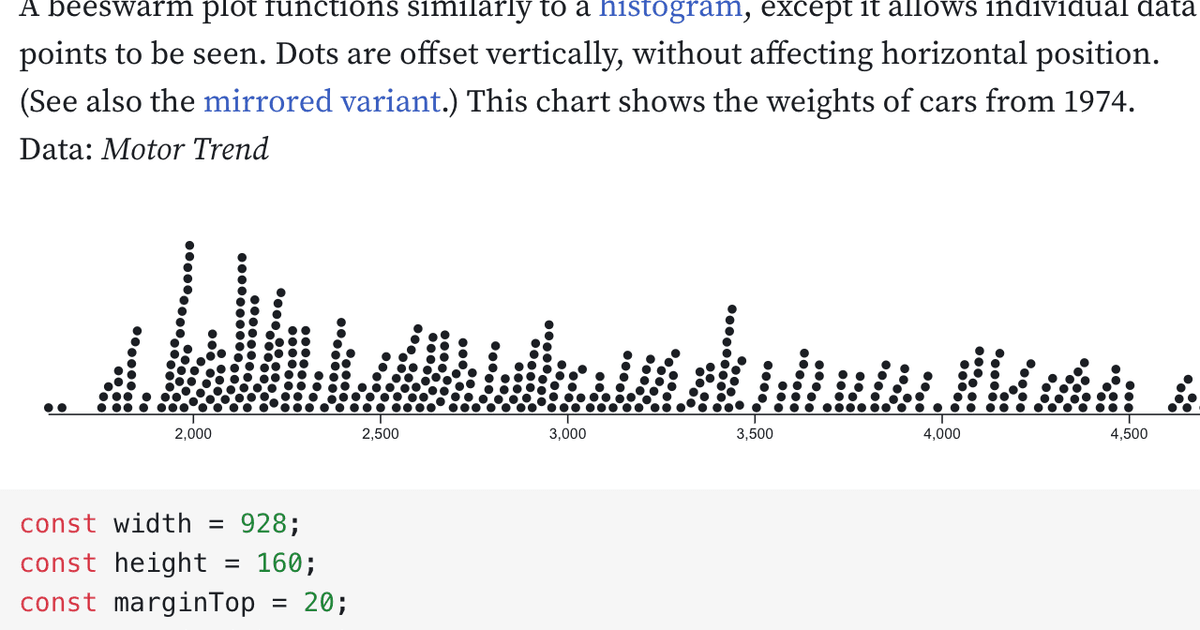 A beeswarm plot functions similarly to a histogram, except it allows individual data
points to be seen. Dots are offset vertically, without affecting horizontal position.
(See also the mirrored variant.) This chart shows the weights of cars from 1974.
Data: Motor Trend
2,000 2,500 3,000 3,500 4,000 4,500
const width = 928;
const height = 160;
const marginTop = 20;